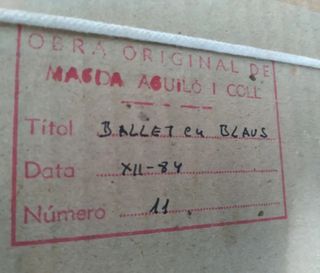 OBRA ORIGINAL DE
MAGDA AGUILÓ I COLL
Títol BALLET EN BLAUS
Data XII-84
Número 11